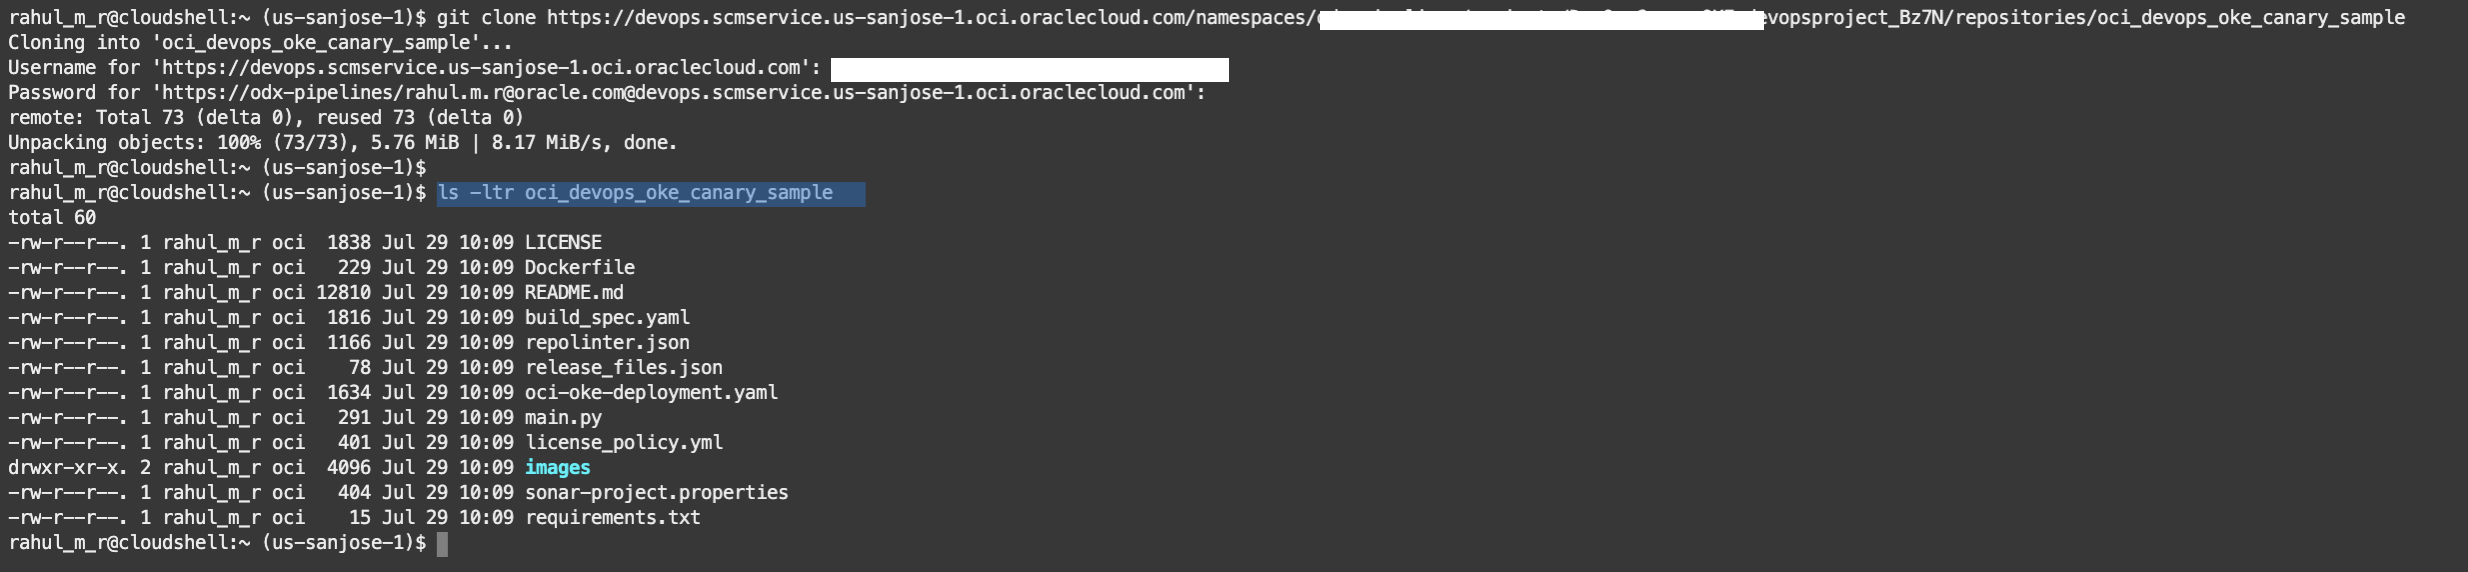 rahul_m_r@cloudshell:~ (us-sanjose-1)$ git clone https://devops.scmservice.us-sanjose-1.oci.oraclecloud.com/namespaces/ evopsproject_Bz7N/repositories/oci_devops_oke_canary_sample
Cloning into 'oci_devops_oke_canary_sample'...
Username for 'https://devops.scmservice.us-sanjose-1.oci.oraclecloud.com':
Password for 'https://odx-pipelines/rahul.m.r@oracle.com@devops.scmservice.us-sanjose-1.oci.oraclecloud.com':
remote: Total 73 (delta 0), reused 73 (delta 0)
Unpacking objects: 100% (73/73), 5.76 MiB | 8.17 MiB/s, done.
rahul_m_r@cloudshell:~ (us-sanjose-1)$
rahul_m_r@cloudshell:~ (us-sanjose-1)$ ls -ltr oci_devops_oke_canary_sample
total 60
-rw-r--r--. 1 rahul_m_r oci  1838 Jul 29 10:09 LICENSE
-rw-r--r--. 1 rahul_m_r oci   229 Jul 29 10:09 Dockerfile
-rw-r--r--. 1 rahul_m_r oci 12810 Jul 29 10:09 README.md
-rw-r--r--. 1 rahul_m_r oci  1816 Jul 29 10:09 build_spec.yaml
-rw-r--r--. 1 rahul_m_r oci  1166 Jul 29 10:09 repolinter.json
-rw-r--r--. 1 rahul_m_r oci    78 Jul 29 10:09 release_files.json
-rw-r--r--. 1 rahul_m_r oci  1634 Jul 29 10:09 oci-oke-deployment.yaml
-rw-r--r--. 1 rahul_m_r oci   291 Jul 29 10:09 main.py
-rw-r--r--. 1 rahul_m_r oci   401 Jul 29 10:09 license_policy.yml
drwxr-xr-x. 2 rahul_m_r oci  4096 Jul 29 10:09 images
-rw-r--r--. 1 rahul_m_r oci   404 Jul 29 10:09 sonar-project.properties
-rw-r--r--. 1 rahul_m_r oci    15 Jul 29 10:09 requirements.txt
rahul_m_r@cloudshell:~ (us-sanjose-1)$